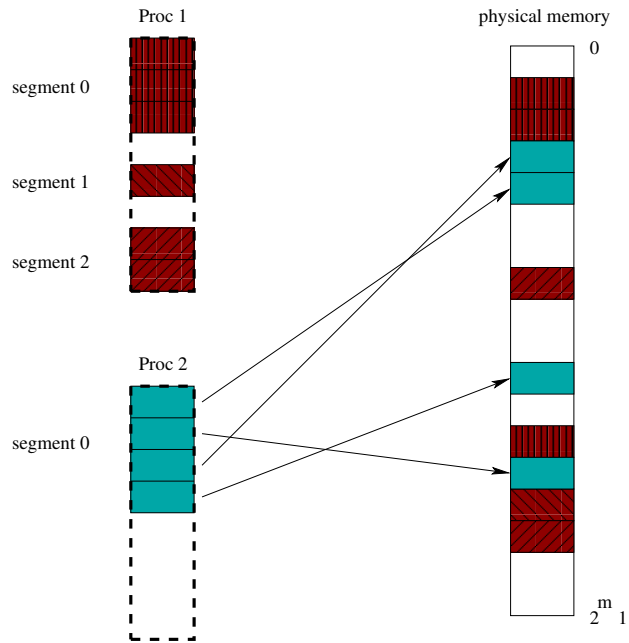 Proc 1
physical memory
0
segment 0
segment 1
segment 2
Proc 2
segment 0
m
2 1